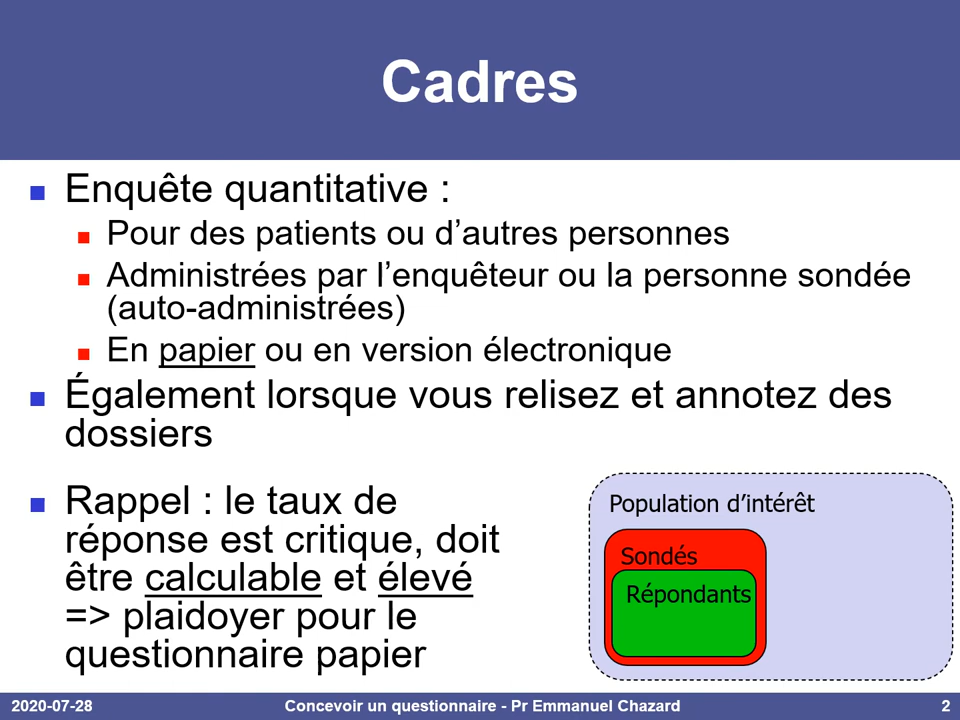 Cadres
Enquête quantitative :
Pour des patients ou d’autres personnes
Administrées par l’enquêteur ou la personne sondée
(auto-administrées)
En papier ou en version électronique
Également lorsque vous relisez et annotez des
dossiers
Rappel : le taux de
réponse est critique, doit
être calculable et élevé
=> plaidoyer pour le
questionnaire papier
Population d’intérêt
Sondés
Répondants
2020-07-28
Concevoir un questionnaire - Pr Emmanuel Chazard
2